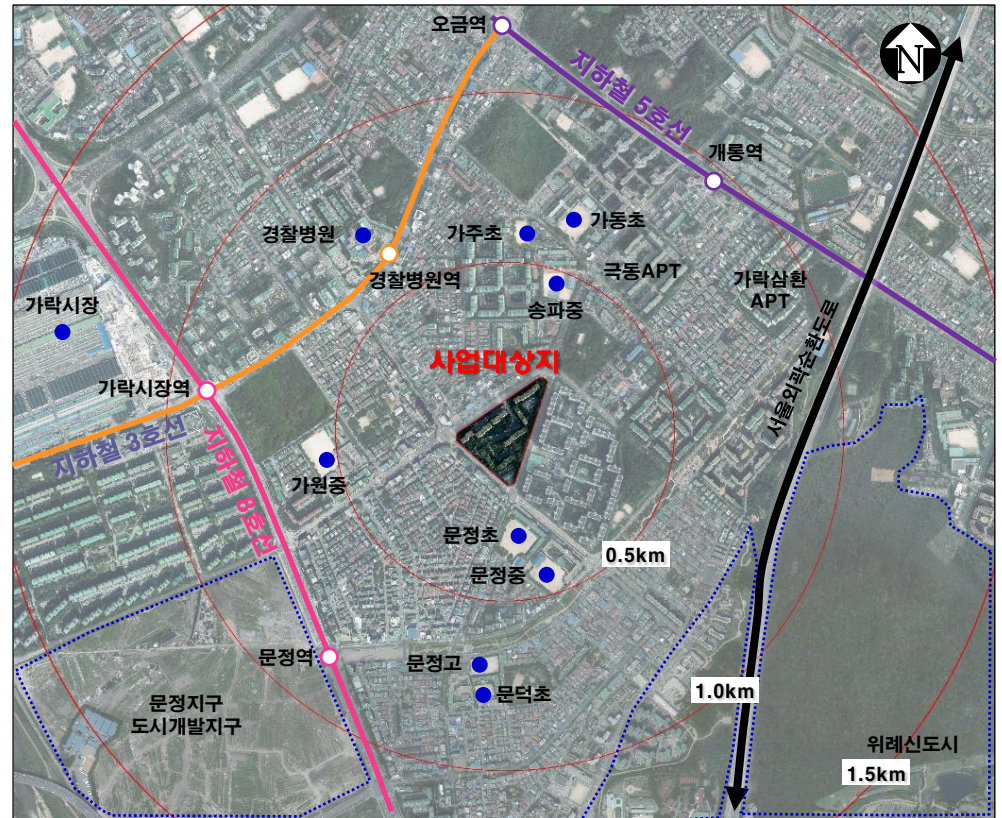 오금역
N
지하철 5호선
개롱역
경찰병원
가주초
가동초
경찰병원역
극동APT
가락삼환
APT
송파중
가락시장
서울외곽순환도로
사업대상지
가락시장역
지하철 3호선
지하철 8호선
가원중
문정초
0.5km
문정중
문정역
문정고
문덕초
1.0km
문정지구
도시개발지구
위례신도시
1.5km